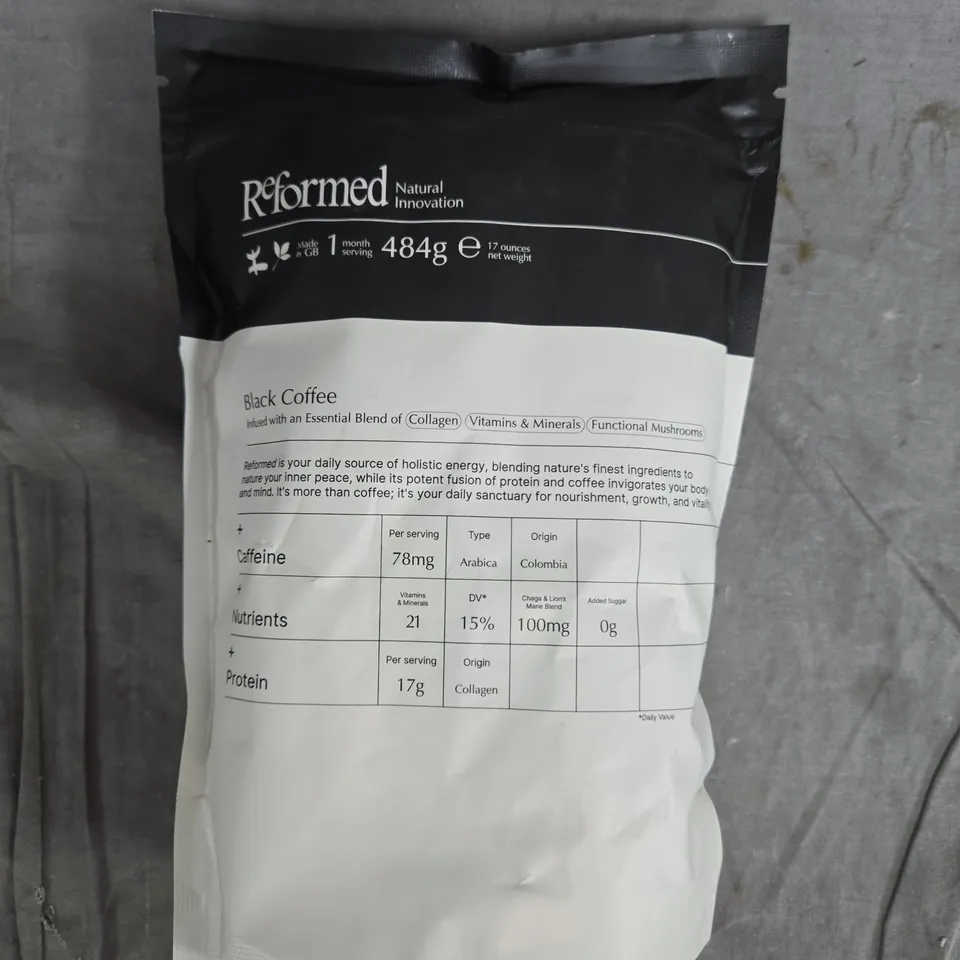 Reformed Natural Innovation
Made in GB 1 month serving 484g ℮ 17 ounces net weight
Black Coffee
Infused with an Essential Blend of Collagen Vitamins & Minerals Functional Mushrooms
Reformed is your daily source of holistic energy, blending nature's finest ingredients to
nature your inner peace, while its potent fusion of protein and coffee invigorates your body
and mind. It's more than coffee; it's your daily sanctuary for nourishment, growth, and vitality
+ Per serving Type Origin
Caffeine 78mg Arabica Colombia
+ Vitamins & Minerals DV* Chaga & Lion's Mane Blend Added Suggar
Nutrients 21 15% 100mg 0g
+ Per serving Origin
Protein 17g Collagen
*Daily Value